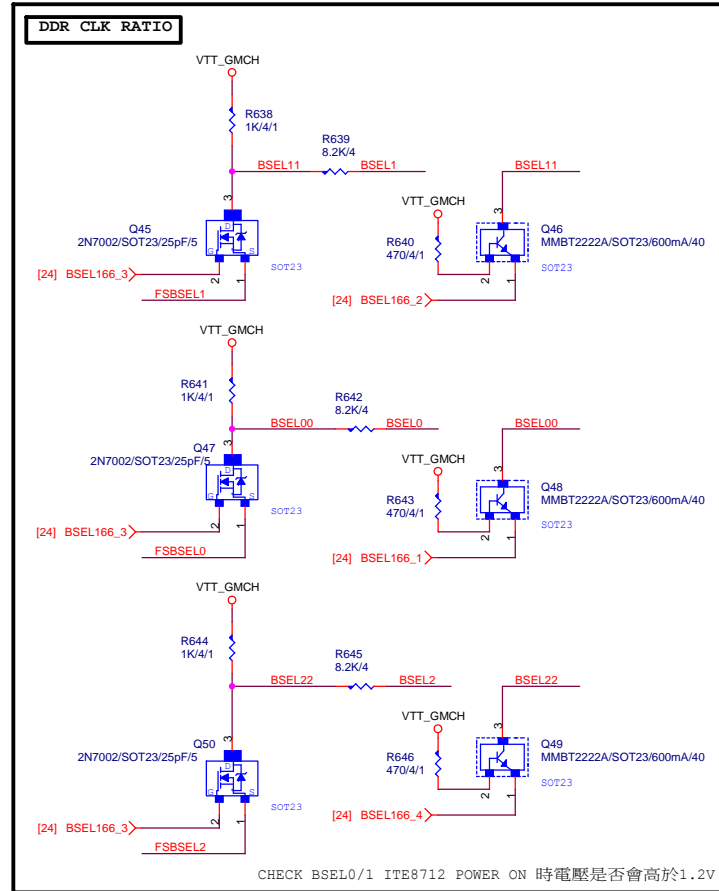 DDR CLK RATIO
VTT_GMCH
R638
1K/4/1
R639
8.2K/4
BSEL11
BSEL1
BSEL11
3
Q45
2N7002/SOT23/25pF/5
D
G
S
SOT23
2
1
[24] BSEL166_3
FSBSEL1
VTT_GMCH
R640
470/4/1
3
Q46
MMBT2222A/SOT23/600mA/40
SOT23
2
1
[24] BSEL166_2
VTT_GMCH
R641
1K/4/1
R642
8.2K/4
BSEL00
BSEL0
BSEL00
3
Q47
2N7002/SOT23/25pF/5
D
G
S
SOT23
2
1
[24] BSEL166_3
FSBSEL0
VTT_GMCH
R643
470/4/1
3
Q48
MMBT2222A/SOT23/600mA/40
SOT23
2
1
[24] BSEL166_1
VTT_GMCH
R644
1K/4/1
R645
8.2K/4
BSEL22
BSEL2
BSEL22
3
Q50
2N7002/SOT23/25pF/5
D
G
S
SOT23
2
1
[24] BSEL166_3
FSBSEL2
VTT_GMCH
R646
470/4/1
3
Q49
MMBT2222A/SOT23/600mA/40
SOT23
2
1
[24] BSEL166_4
CHECK BSEL0/1 ITE8712 POWER ON 時電壓是否會高於1.2V